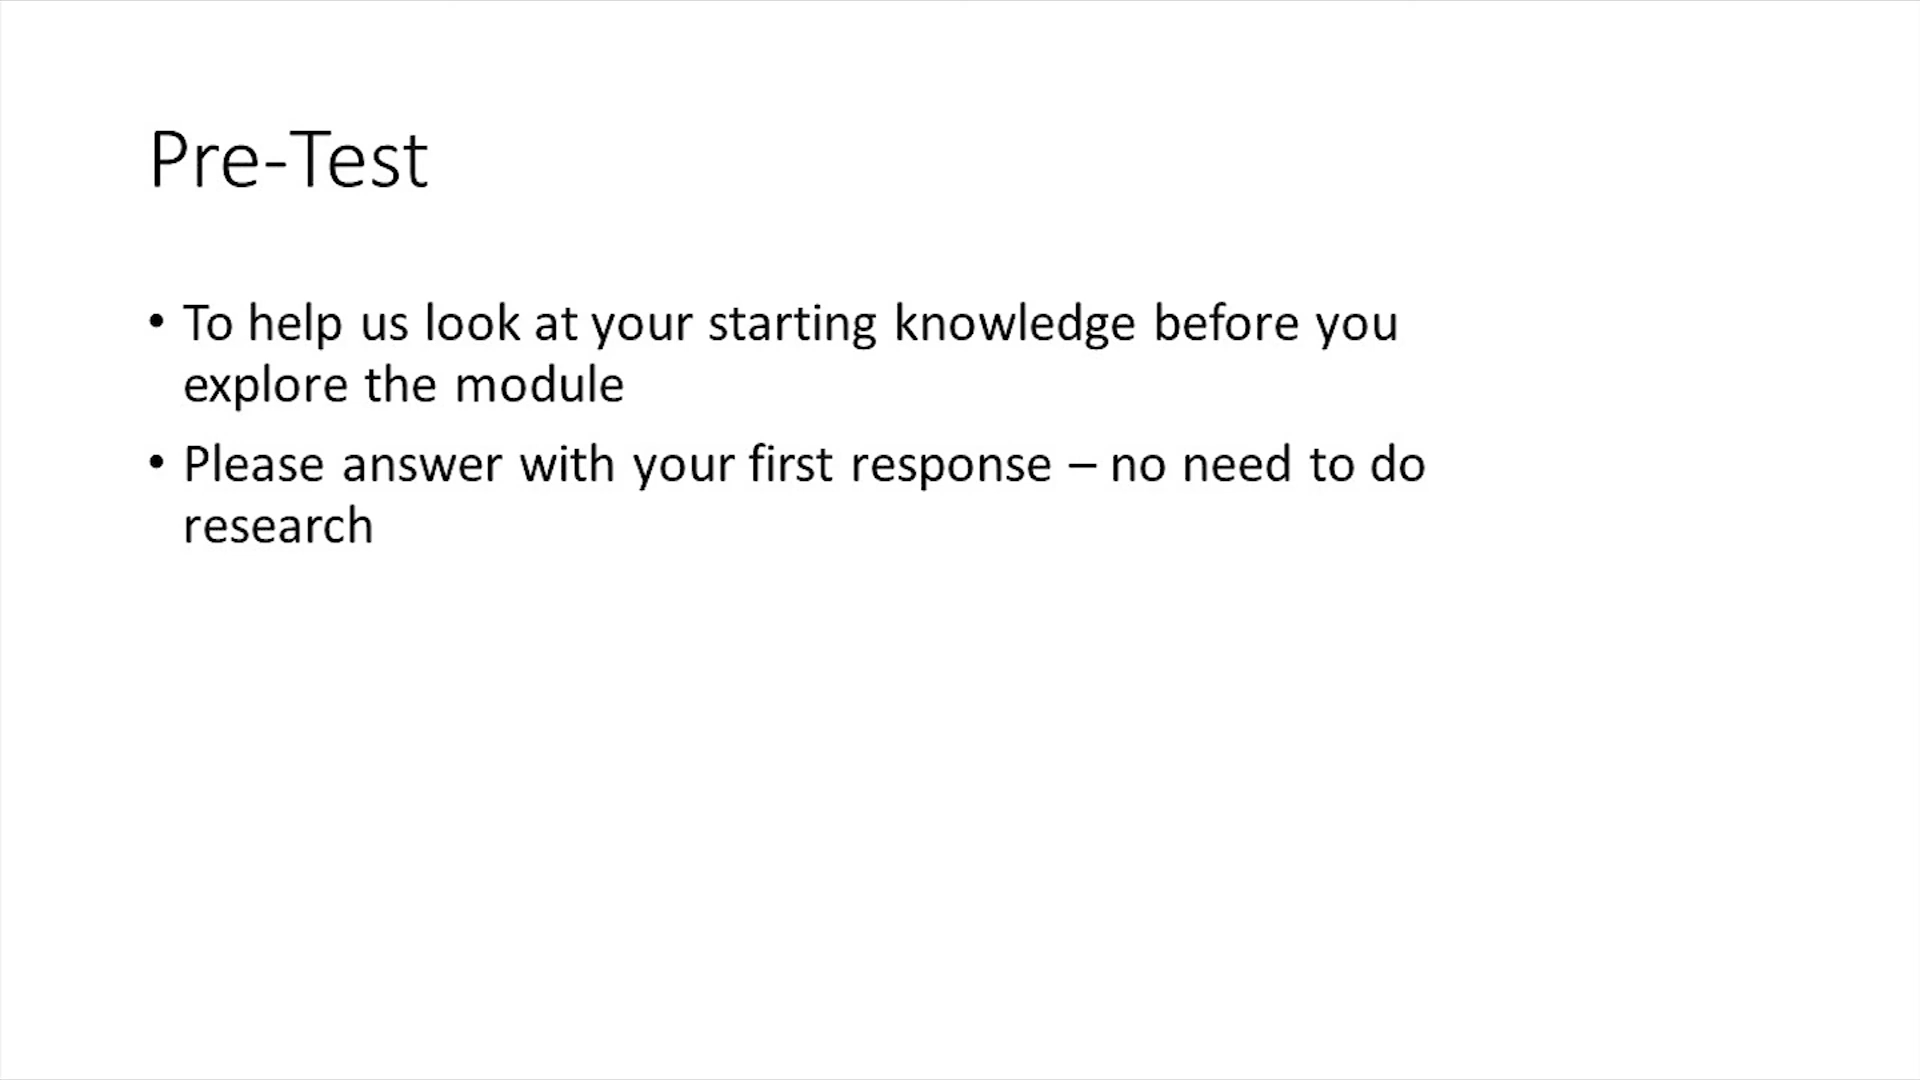 Pre-Test
• To help us look at your starting knowledge before you
explore the module
• Please answer with your first response – no need to do
research